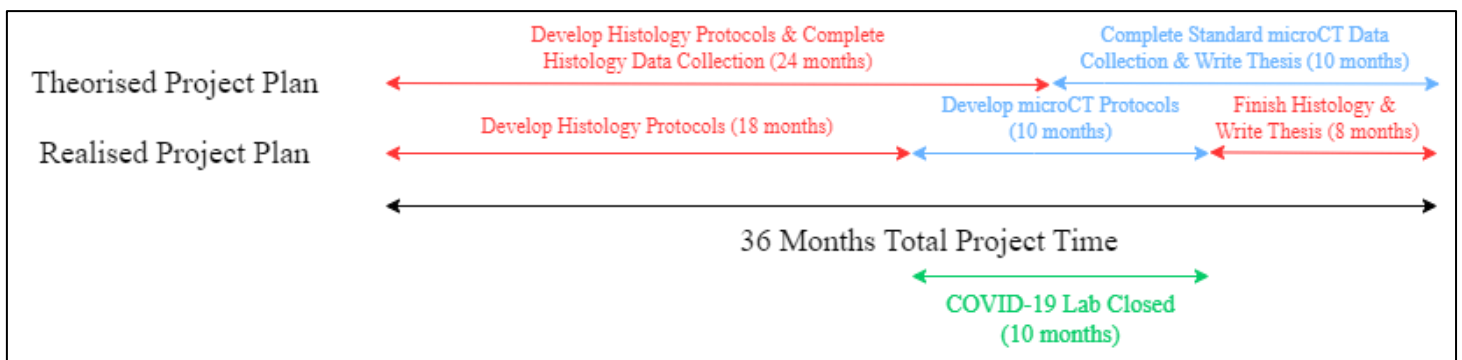 Develop Histology Protocols & Complete
Histology Data Collection (24 months)
Complete Standard microCT Data
Collection & Write Thesis (10 months)
Theorised Project Plan
Develop Histology Protocols (18 months)
Develop microCT Protocols
(10 months)
Finish Histology &
Write Thesis (8 months)
Realised Project Plan
36 Months Total Project Time
COVID-19 Lab Closed
(10 months)